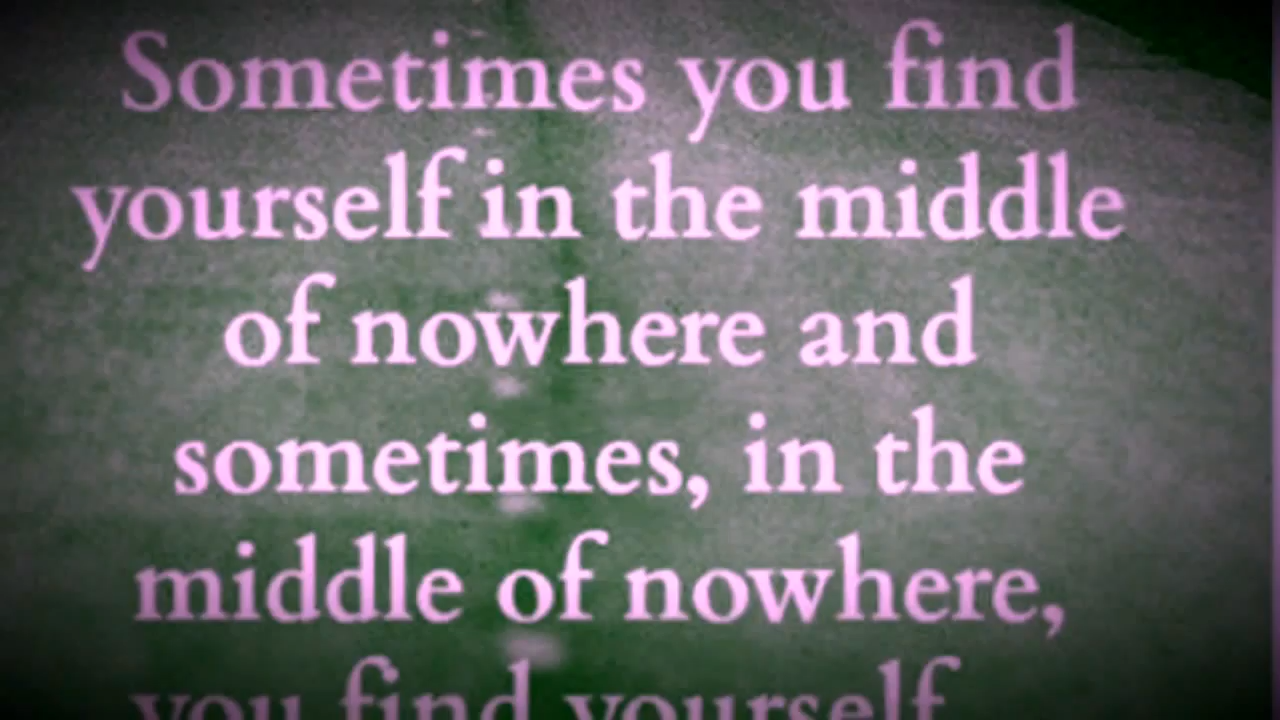 Sometimes you find
yourself in the middle
of nowhere and
sometimes, in the
middle of nowhere,
you find yourself